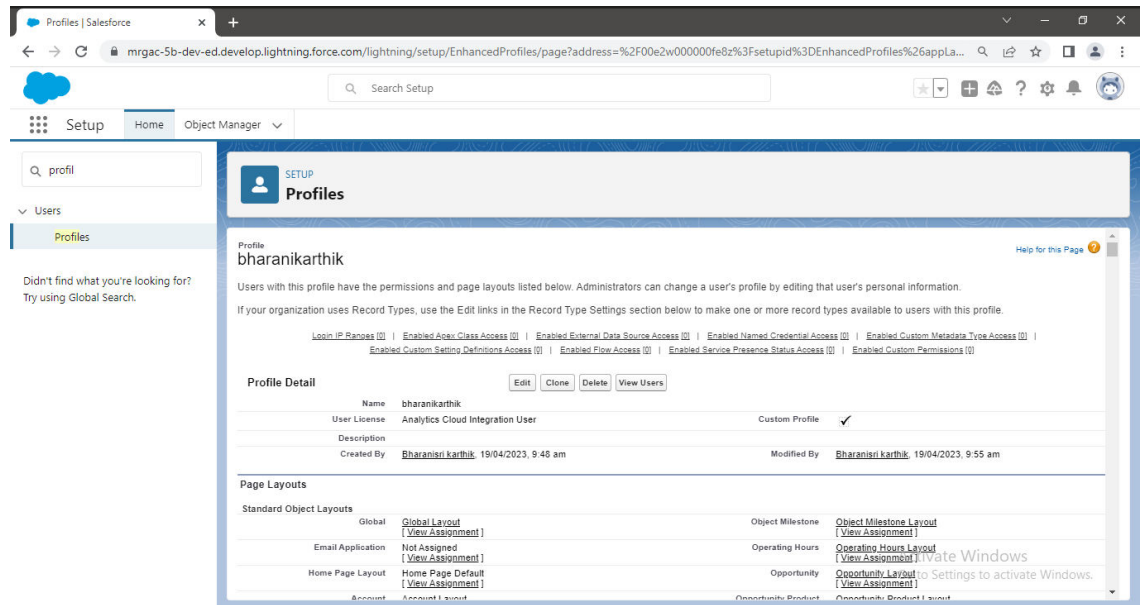 Profiles | Salesforce
mrgac-5b-dev-ed.develop.lightning.force.com/lightning/setup/EnhancedProfiles/page?address=%2F00e2w000000fe8z%3Fsetupid%3DEnhancedProfiles%26appLa...
Search Setup
Setup Home Object Manager
profil
Users
Profiles
Didn't find what you're looking for?
Try using Global Search.
SETUP
Profiles
Profile
bharanikarthik
Help for this Page
Users with this profile have the permissions and page layouts listed below. Administrators can change a user's profile by editing that user's personal information.
If your organization uses Record Types, use the Edit links in the Record Type Settings section below to make one or more record types available to users with this profile.
Login IP Ranges [0] | Enabled Apex Class Access [0] | Enabled External Data Source Access [0] | Enabled Named Credential Access [0] | Enabled Custom Metadata Type Access [0] |
Enabled Custom Setting Definitions Access [0] | Enabled Flow Access [0] | Enabled Service Presence Status Access [0] | Enabled Custom Permissions [0]
Profile Detail Edit Clone Delete View Users
Name bharanikarthik
User License Analytics Cloud Integration User Custom Profile ✓
Description
Created By Bharanisri karthik, 19/04/2023, 9:48 am Modified By Bharanisri karthik, 19/04/2023, 9:55 am
Page Layouts
Standard Object Layouts
Global Global Layout Object Milestone Object Milestone Layout
[ View Assignment ] [ View Assignment ]
Email Application Not Assigned Operating Hours Operating Hours Layout
[ View Assignment ] [ View Assignment ] Activate Windows
Home Page Layout Home Page Default Opportunity Opportunity Layout Go to Settings to activate Windows.
[ View Assignment ] [ View Assignment ]
Account Account Layout Opportunity Product Opportunity Product Layout